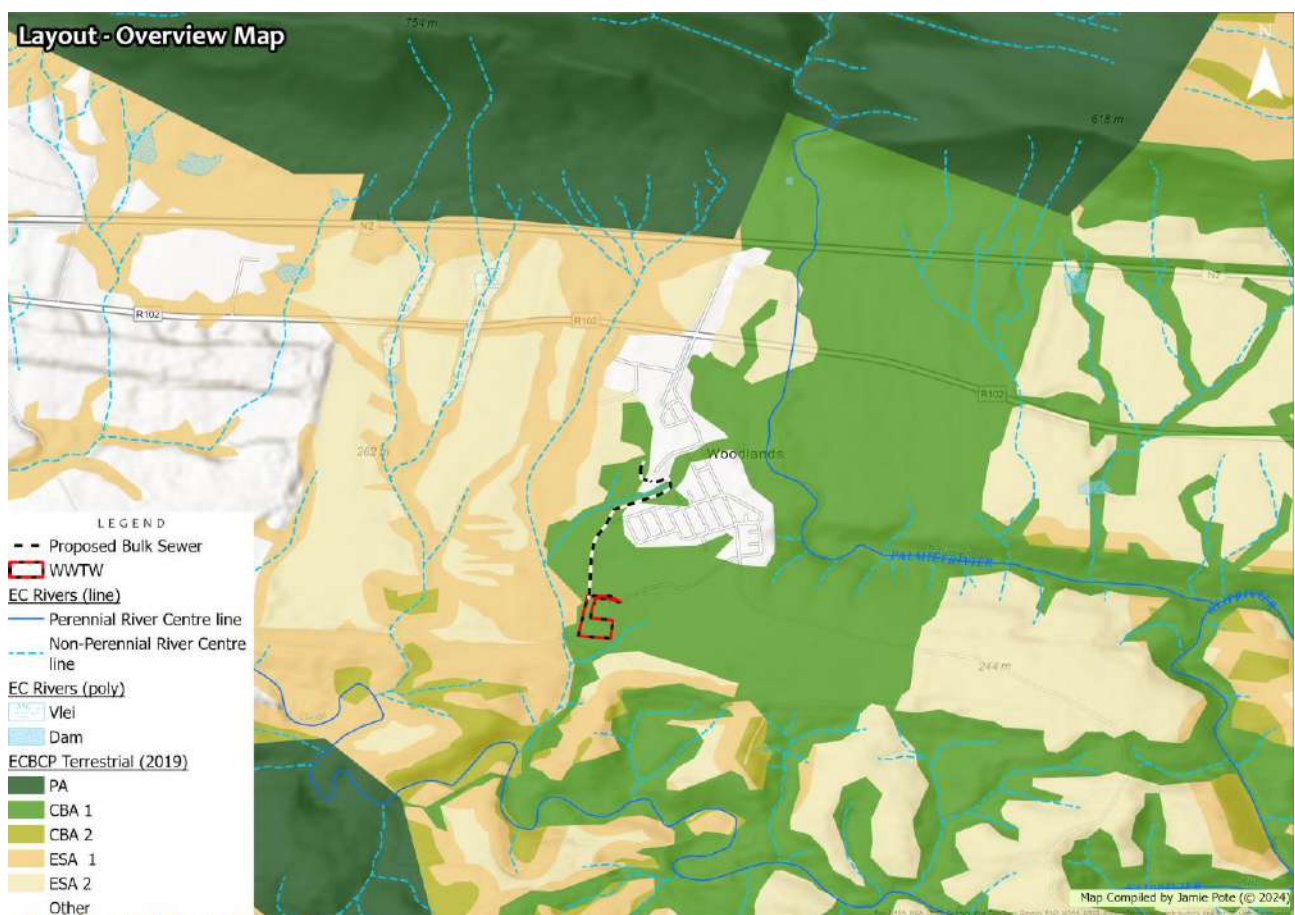 754 m
Layout - Overview Map
N
618 m
N2
N2
R102
R102
R102
262 m
Woodlands
PALMIETRIVIER
244 m
LEGEND
Proposed Bulk Sewer
WWTW
EC Rivers (line)
Perennial River Centre line
Non-Perennial River Centre
line
EC Rivers (poly)
Vlei
Dam
ECBCP Terrestrial (2019)
PA
CBA 1
CBA 2
ESA 1
ESA 2
Other
Map Compiled by Jamie Pote (© 2024)